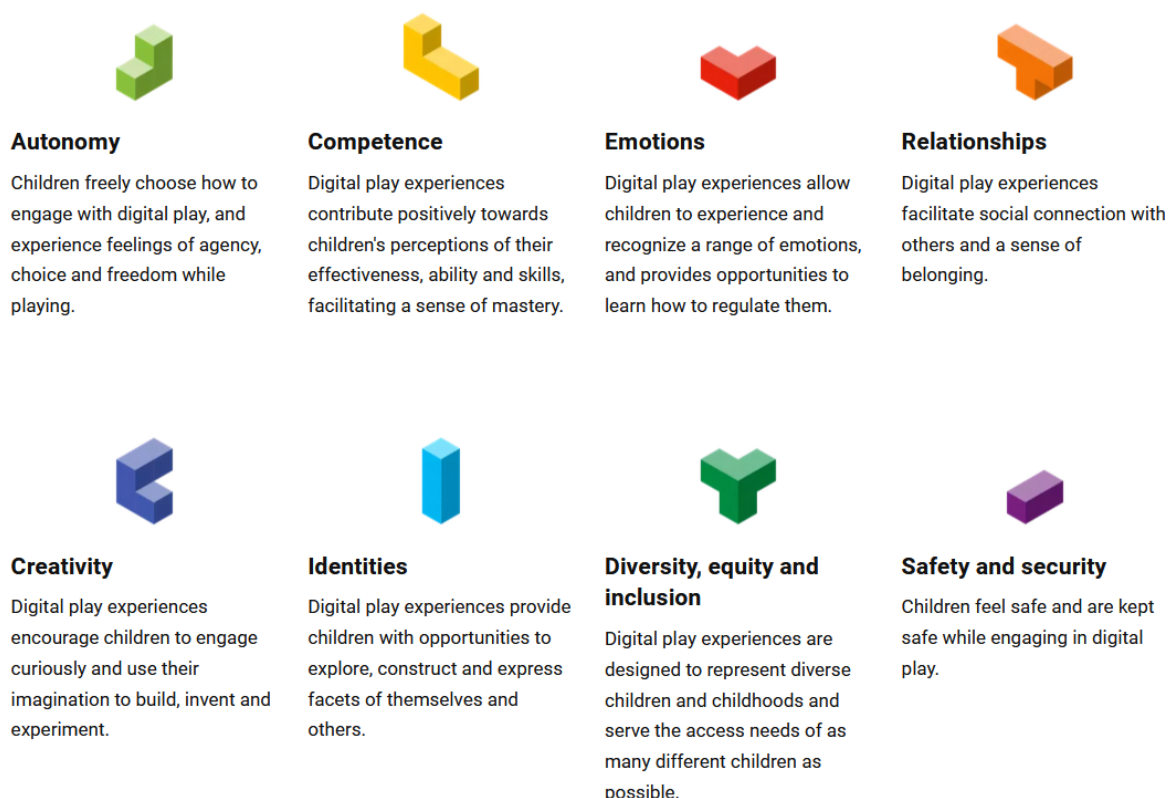 Autonomy
Children freely choose how to
engage with digital play, and
experience feelings of agency,
choice and freedom while
playing.
Competence
Digital play experiences
contribute positively towards
children's perceptions of their
effectiveness, ability and skills,
facilitating a sense of mastery.
Emotions
Digital play experiences allow
children to experience and
recognize a range of emotions,
and provides opportunities to
learn how to regulate them.
Relationships
Digital play experiences
facilitate social connection with
others and a sense of
belonging.
Creativity
Digital play experiences
encourage children to engage
curiously and use their
imagination to build, invent and
experiment.
Identities
Digital play experiences provide
children with opportunities to
explore, construct and express
facets of themselves and
others.
Diversity, equity and
inclusion
Digital play experiences are
designed to represent diverse
children and childhoods and
serve the access needs of as
many different children as
possible.
Safety and security
Children feel safe and are kept
safe while engaging in digital
play.